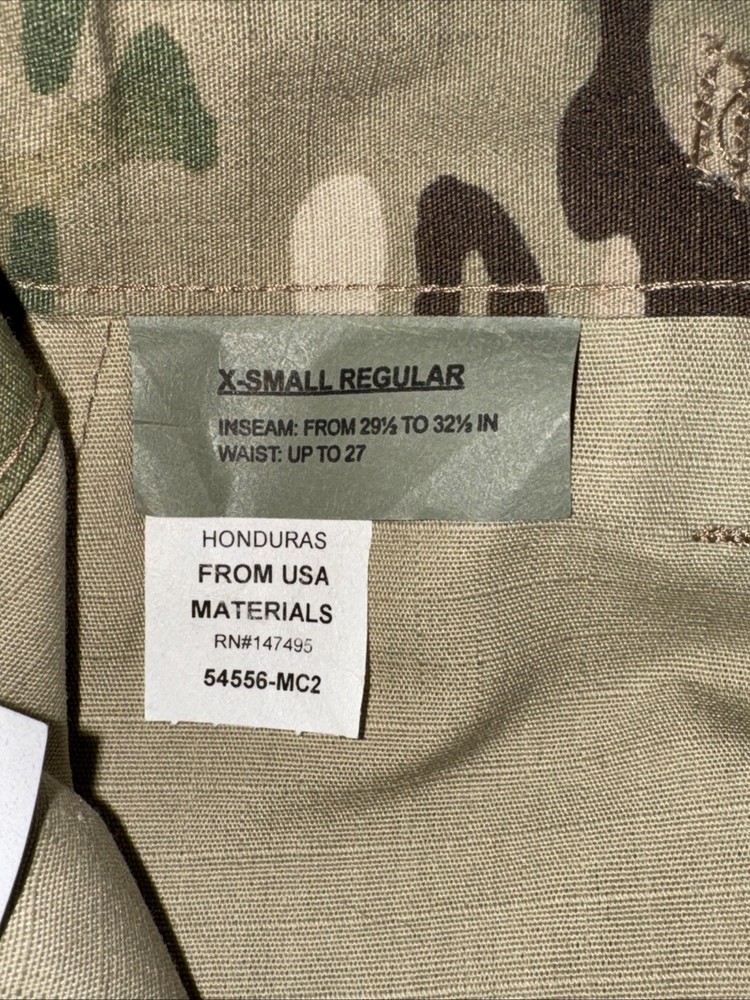 X-SMALL REGULAR
INSEAM: FROM 29½ TO 32½ IN
WAIST: UP TO 27
HONDURAS
FROM USA
MATERIALS
RN#147495
54556-MC2